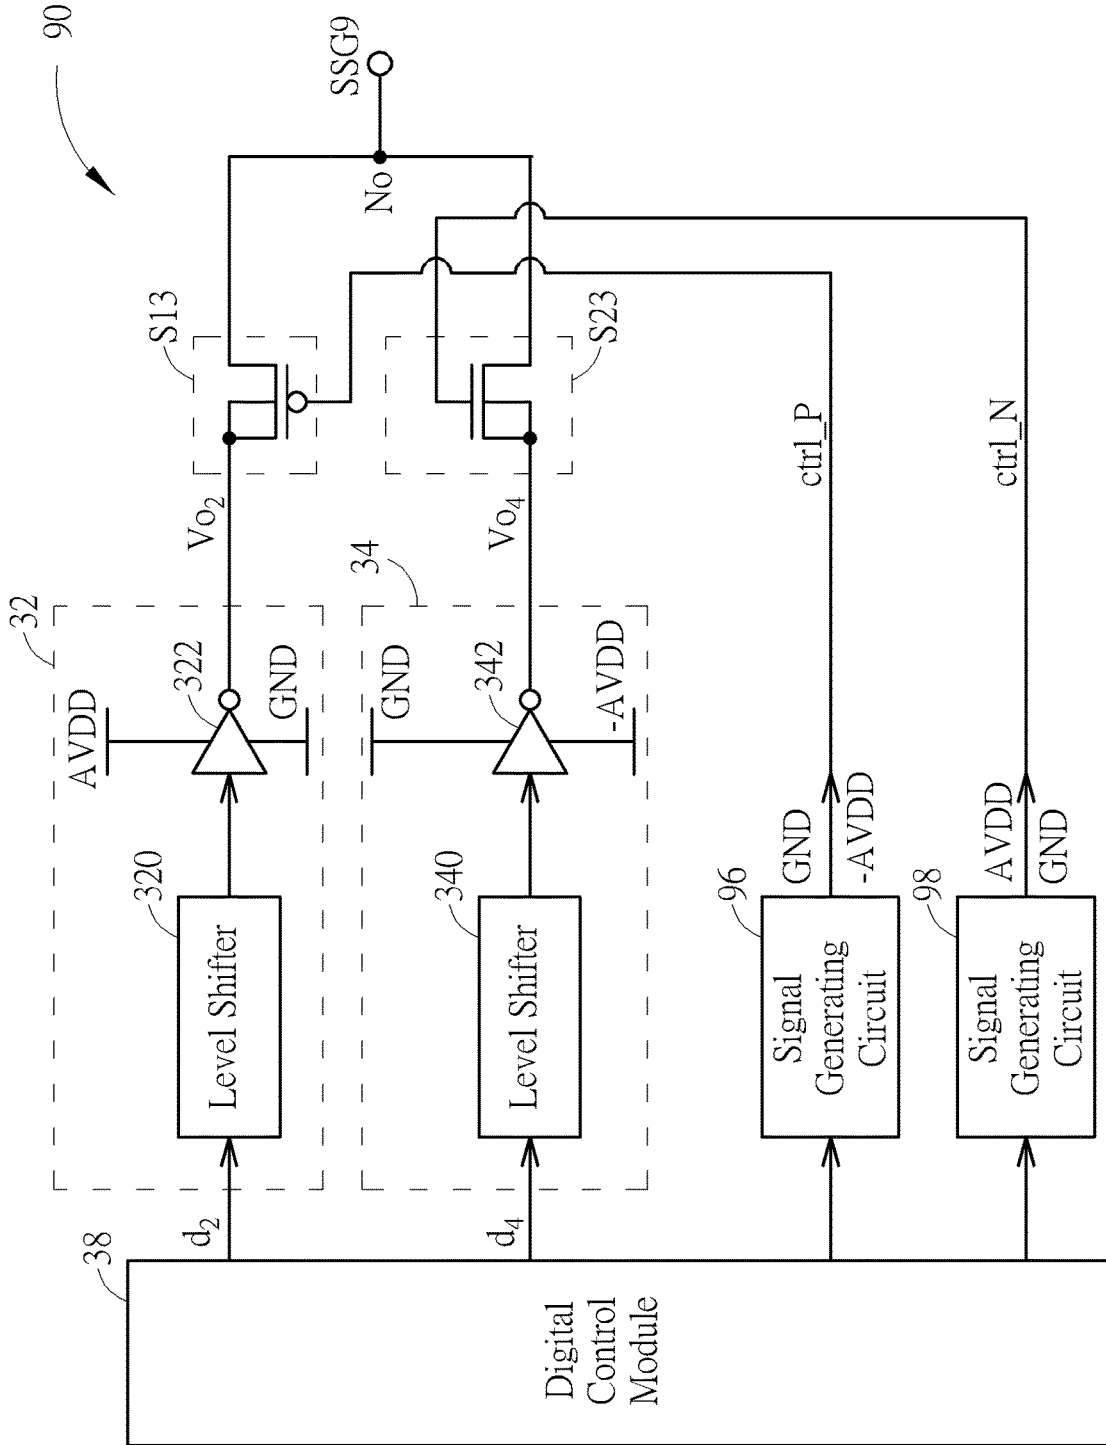 90
38
Digital
Control
Module
d2
d4
32
320
Level Shifter
AVDD
322
GND
34
340
Level Shifter
GND
342
-AVDD
Vo2
Vo4
S13
S23
No
SSG9
96
Signal
Generating
Circuit
GND
-AVDD
ctrl_P
98
Signal
Generating
Circuit
AVDD
GND
ctrl_N